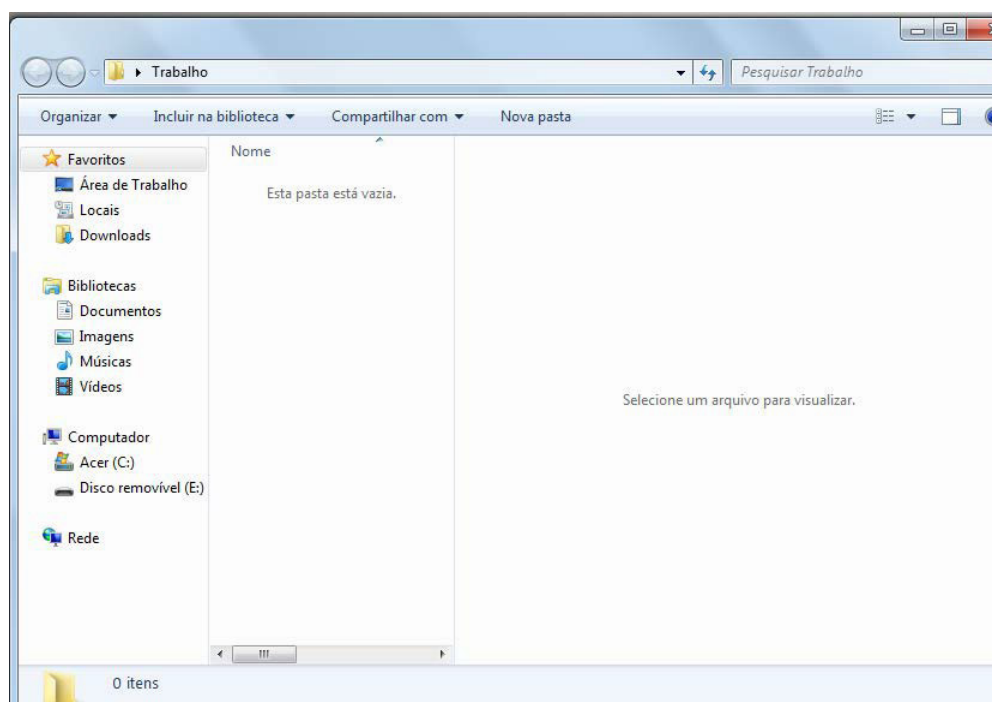 Trabalho
Pesquisar Trabalho
Organizar
Incluir na biblioteca
Compartilhar com
Nova pasta
Favoritos
Área de Trabalho
Locais
Downloads
Bibliotecas
Documentos
Imagens
Músicas
Vídeos
Computador
Acer (C:)
Disco removível (E:)
Rede
Nome
Esta pasta está vazia.
Selecione um arquivo para visualizar.
0 itens